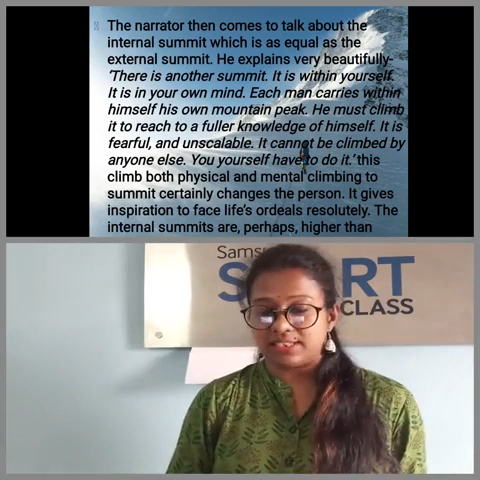 The narrator then comes to talk about the
internal summit which is as equal as the
external summit. He explains very beautifully-
'There is another summit. It is within yourself.
It is in your own mind. Each man carries within
himself his own mountain peak. He must climb
it to reach to a fuller knowledge of himself. It is
fearful, and unscalable. It cannot be climbed by
anyone else. You yourself have to do it.' this
climb both physical and mental climbing to
summit certainly changes the person. It gives
inspiration to face life's ordeals resolutely. The
internal summits are, perhaps, higher than
CLASS